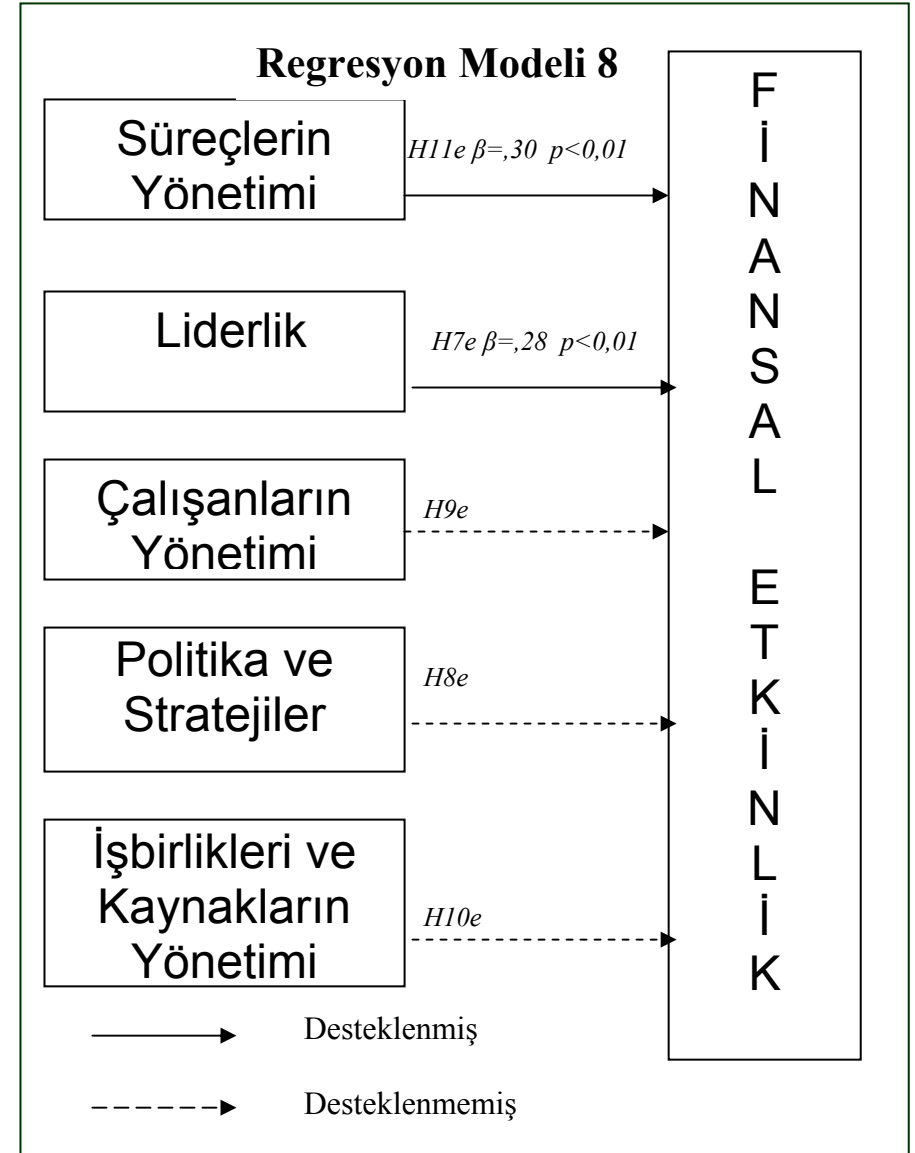 Regresyon Modeli 8
Süreçlerin
Yönetimi
H11e β=,30 p<0,01
Liderlik
H7e β=,28 p<0,01
Çalışanların
Yönetimi
H9e
Politika ve
Stratejiler
H8e
İşbirlikleri ve
Kaynakların
Yönetimi
H10e
F
İ
N
A
N
S
A
L
E
T
K
İ
N
L
İ
K
Desteklenmiş
Desteklenmemiş